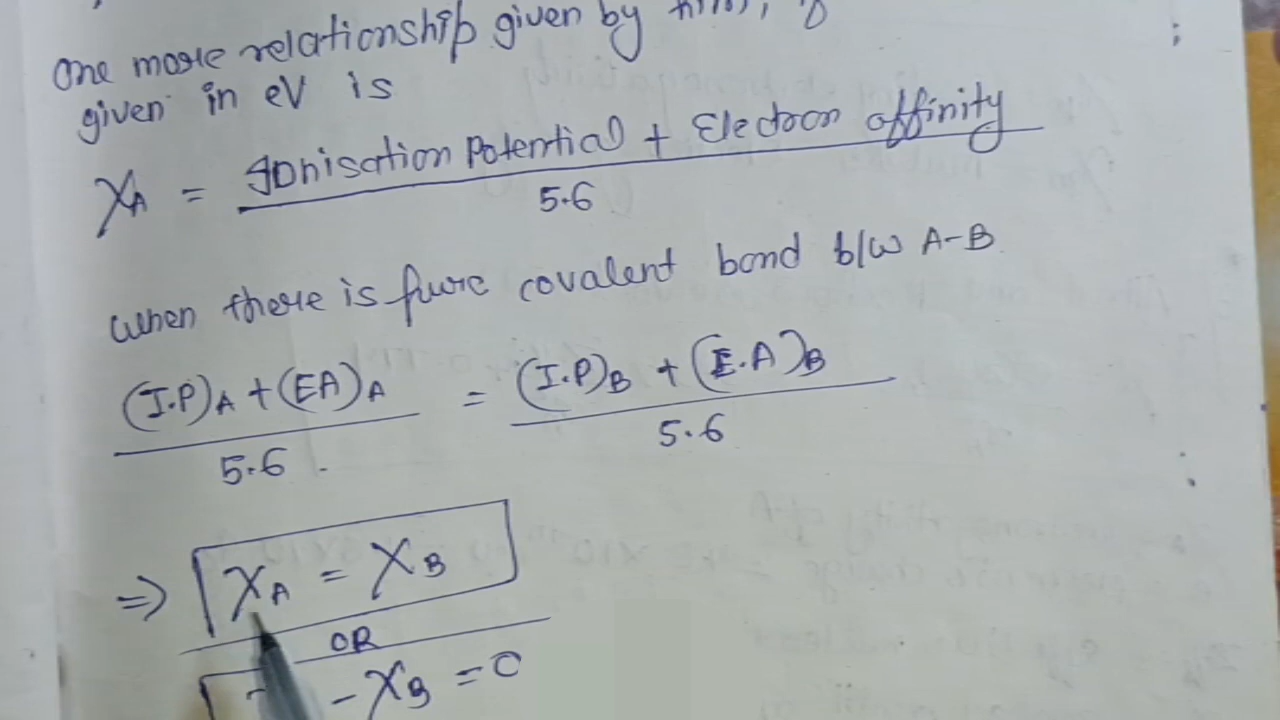 One more relationship given by
given in eV is
χA = Ionisation Potential + Electron affinity
5.6
when there is pure covalent bond b/w A-B
(I.P)A + (EA)A = (I.P)B + (E.A)B
5.6 5.6
⇒ χA = χB
OR
- χB = 0